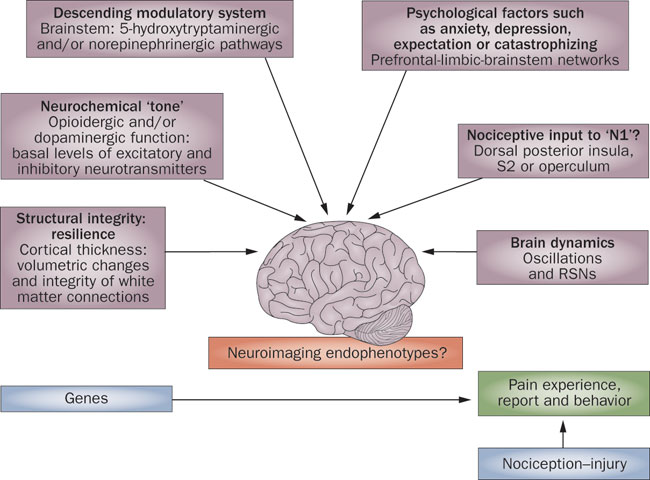 Descending modulatory system
Brainstem: 5-hydroxytryptaminergic
and/or norepinephrinergic pathways
Psychological factors such
as anxiety, depression,
expectation or catastrophizing
Prefrontal-limbic-brainstem networks
Neurochemical ‘tone’
Opioidergic and/or
dopaminergic function:
basal levels of excitatory and
inhibitory neurotransmitters
Nociceptive input to ‘N1’?
Dorsal posterior insula,
S2 or operculum
Structural integrity:
resilience
Cortical thickness:
volumetric changes
and integrity of white
matter connections
Brain dynamics
Oscillations
and RSNs
Neuroimaging endophenotypes?
Genes
Pain experience,
report and behavior
Nociception–injury